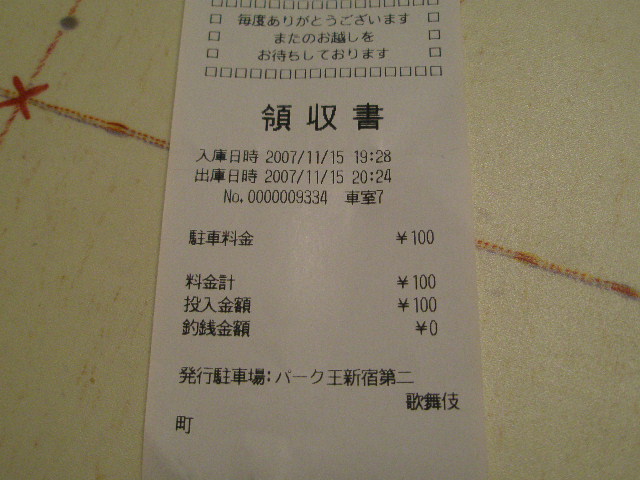 毎度ありがとうございます
またのお越しを
お待ちしております
領収書
入庫日時 2007/11/15 19:28
出庫日時 2007/11/15 20:24
No.0000009334 車室7
駐車料金 ￥100
料金計 ￥100
投入金額 ￥100
釣銭金額 ￥0
発行駐車場:パーク王新宿第二
歌舞伎
町